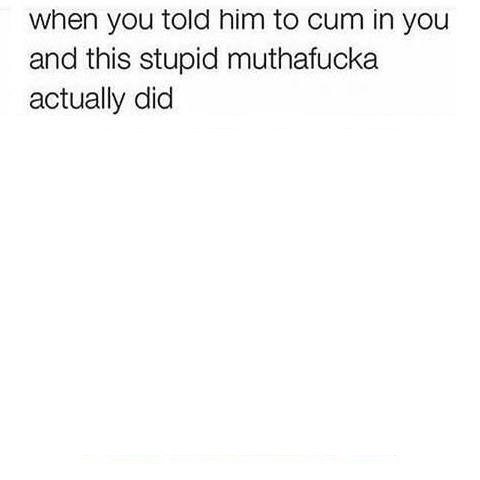 when you told him to cum in you
and this stupid muthafucka
actually did